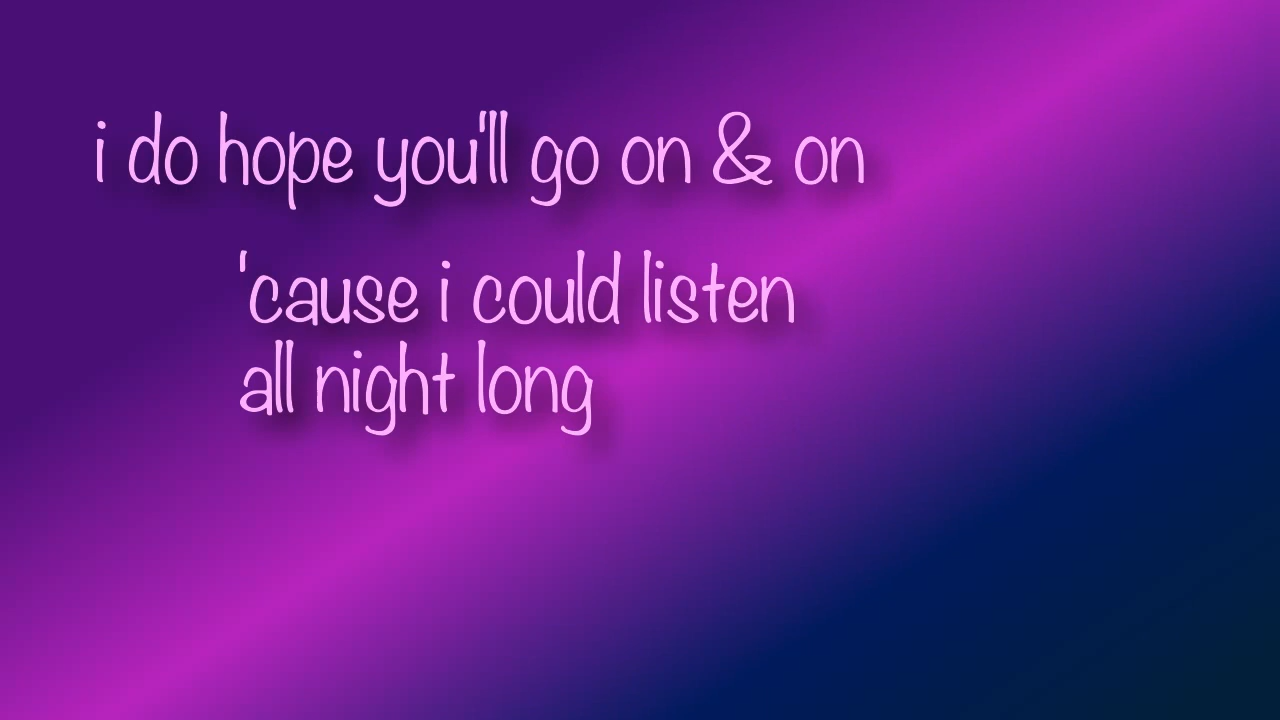 i do hope you'll go on & on
'cause i could listen
all night long